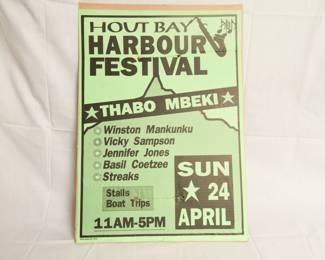 HOUT BAY
HARBOUR
FESTIVAL
THABO MBEKI
Winston Mankunku
Vicky Sampson
Jennifer Jones
Basil Coetzee
Streaks
Stalls
Boat Trips
11AM-5PM
SUN
24
APRIL